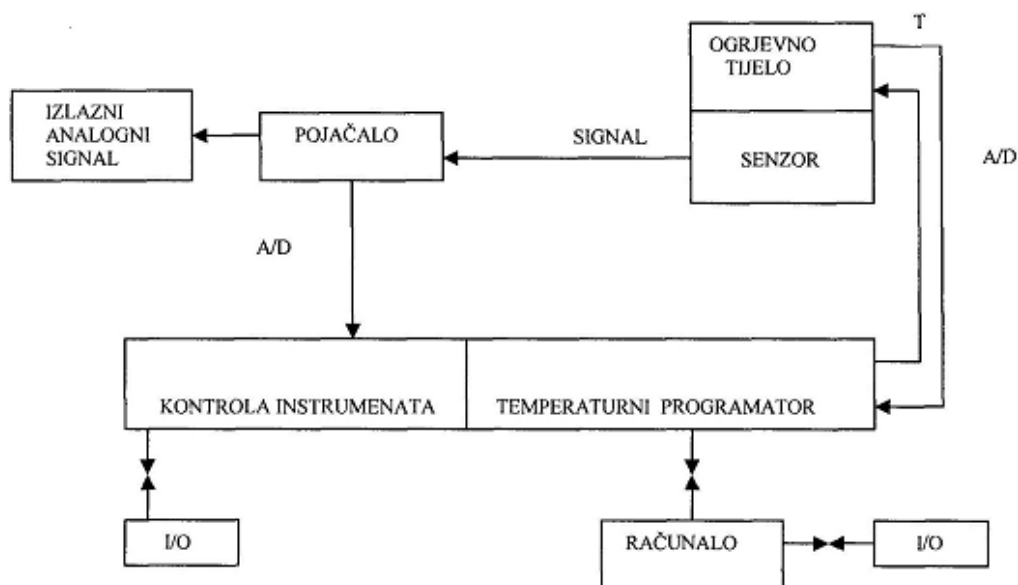 T
OGRJEVNO
TIJELO
IZLAZNI
ANALOGNI
SIGNAL
POJAČALO
SIGNAL
SENZOR
A/D
A/D
KONTROLA INSTRUMENATA
TEMPERATURNI PROGRAMATOR
I/O
RAČUNALO
I/O